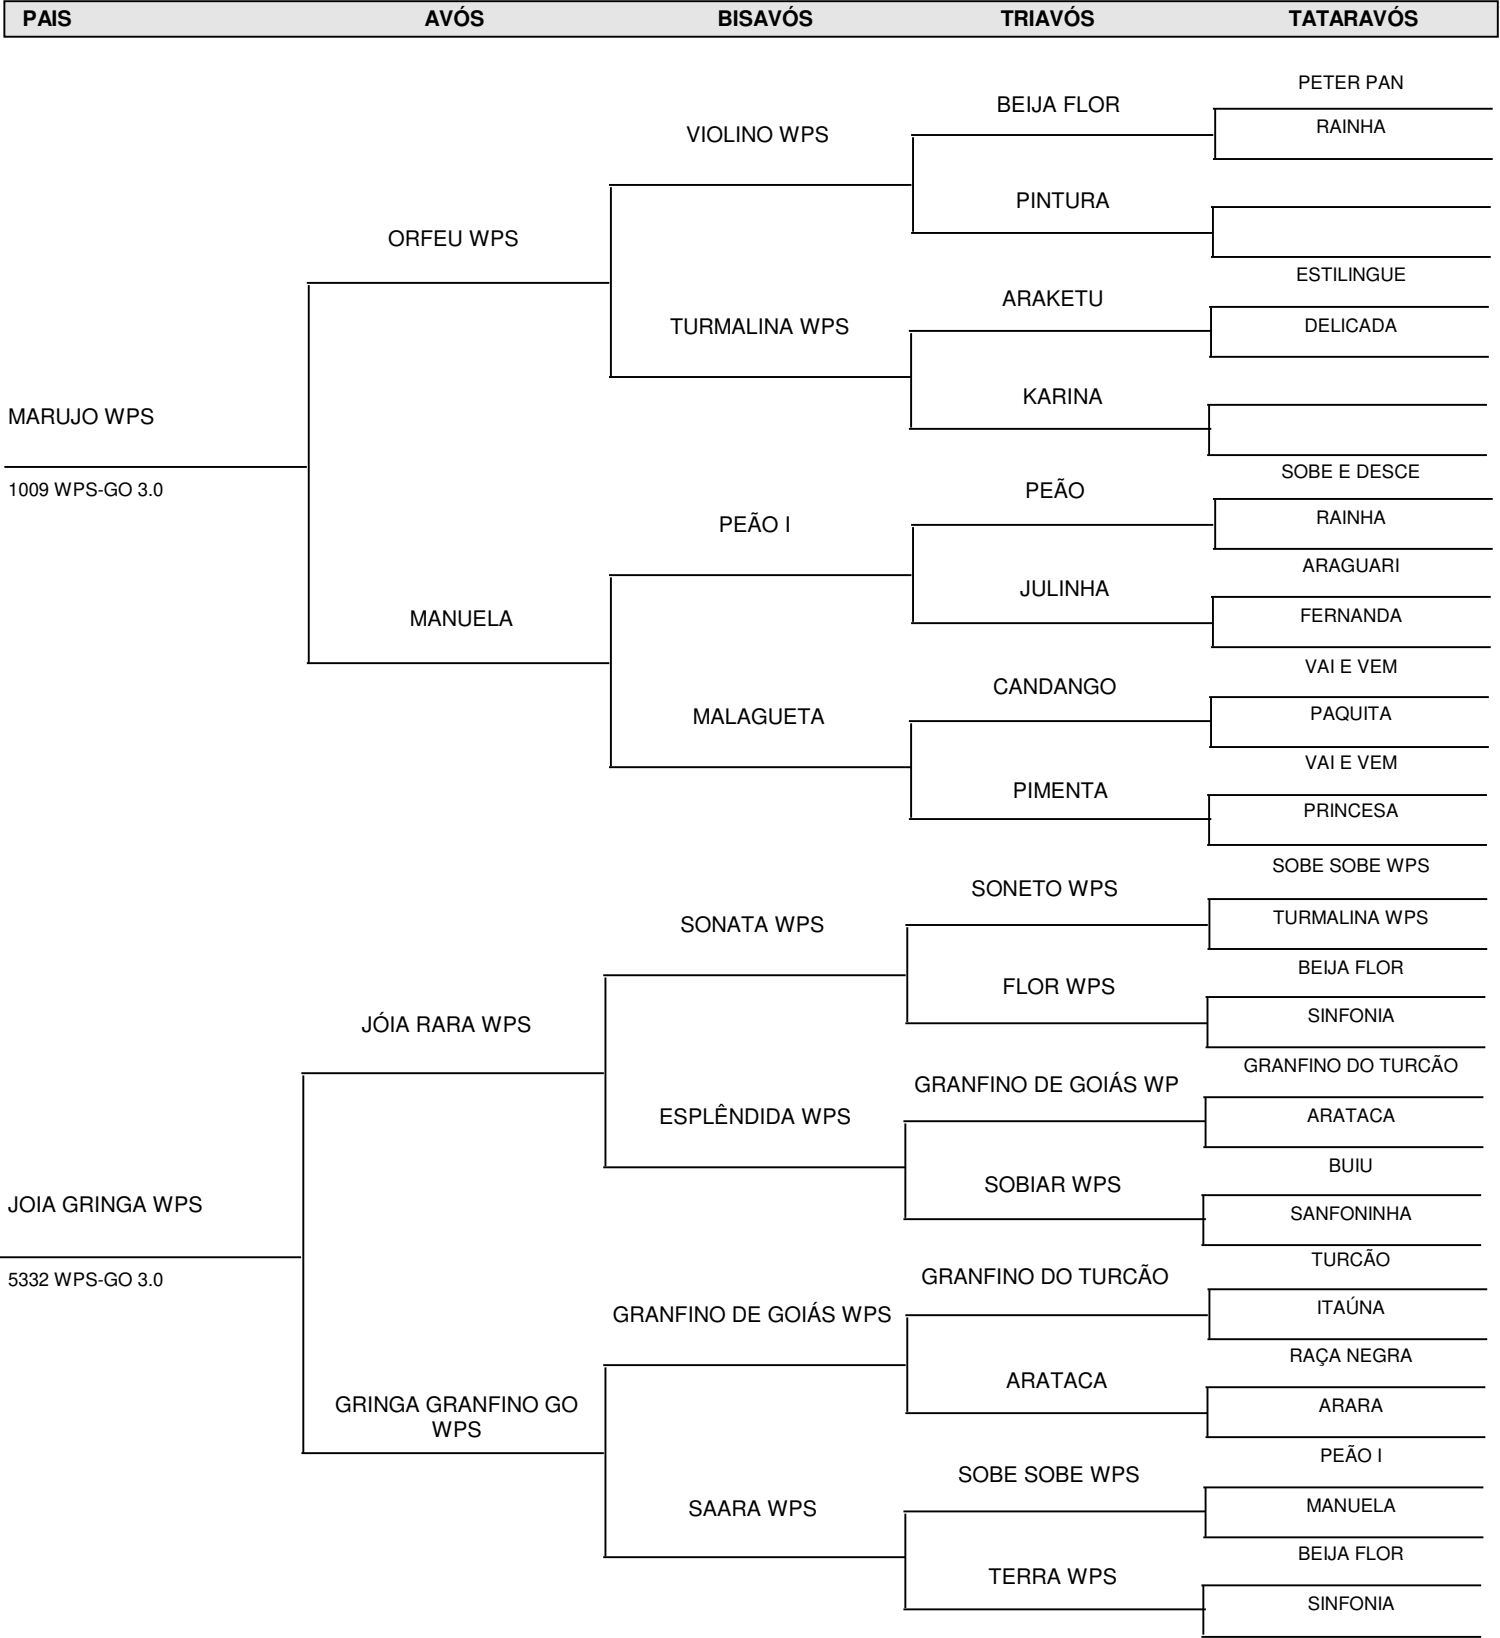 PAIS AVÓS BISAVÓS TRIAVÓS TATARAVÓS
PETER PAN
BEIJA FLOR
RAINHA
VIOLINO WPS
PINTURA
ORFEU WPS
ESTILINGUE
ARAKETU
DELICADA
TURMALINA WPS
KARINA
MARUJO WPS
1009 WPS-GO 3.0
SOBE E DESCE
PEÃO
RAINHA
PEÃO I
ARAGUARI
JULINHA
FERNANDA
MANUELA
VAI E VEM
CANDANGO
PAQUITA
MALAGUETA
VAI E VEM
PIMENTA
PRINCESA
SOBE SOBE WPS
SONETO WPS
TURMALINA WPS
SONATA WPS
BEIJA FLOR
FLOR WPS
SINFONIA
JÓIA RARA WPS
GRANFINO DO TURCÃO
GRANFINO DE GOIÁS WP
ARATACA
ESPLÊNDIDA WPS
BUIU
SOBIAR WPS
SANFONINHA
JOIA GRINGA WPS
5332 WPS-GO 3.0
TURCÃO
GRANFINO DO TURCÃO
ITAÚNA
GRANFINO DE GOIÁS WPS
RAÇA NEGRA
ARATACA
ARARA
GRINGA GRANFINO GO
WPS
PEÃO I
SOBE SOBE WPS
MANUELA
SAARA WPS
BEIJA FLOR
TERRA WPS
SINFONIA